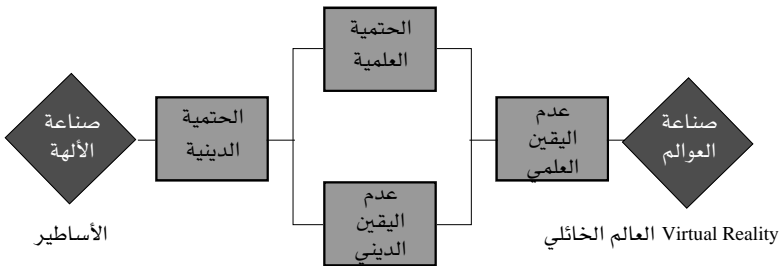 صناعة
الألهة
الأساطير
الحتمية
الدينية
الحتمية
العلمية
عدم
اليقين
الديني
عدم
اليقين
العلمي
صناعة
العوالم
العالم الخائلي Virtual Reality